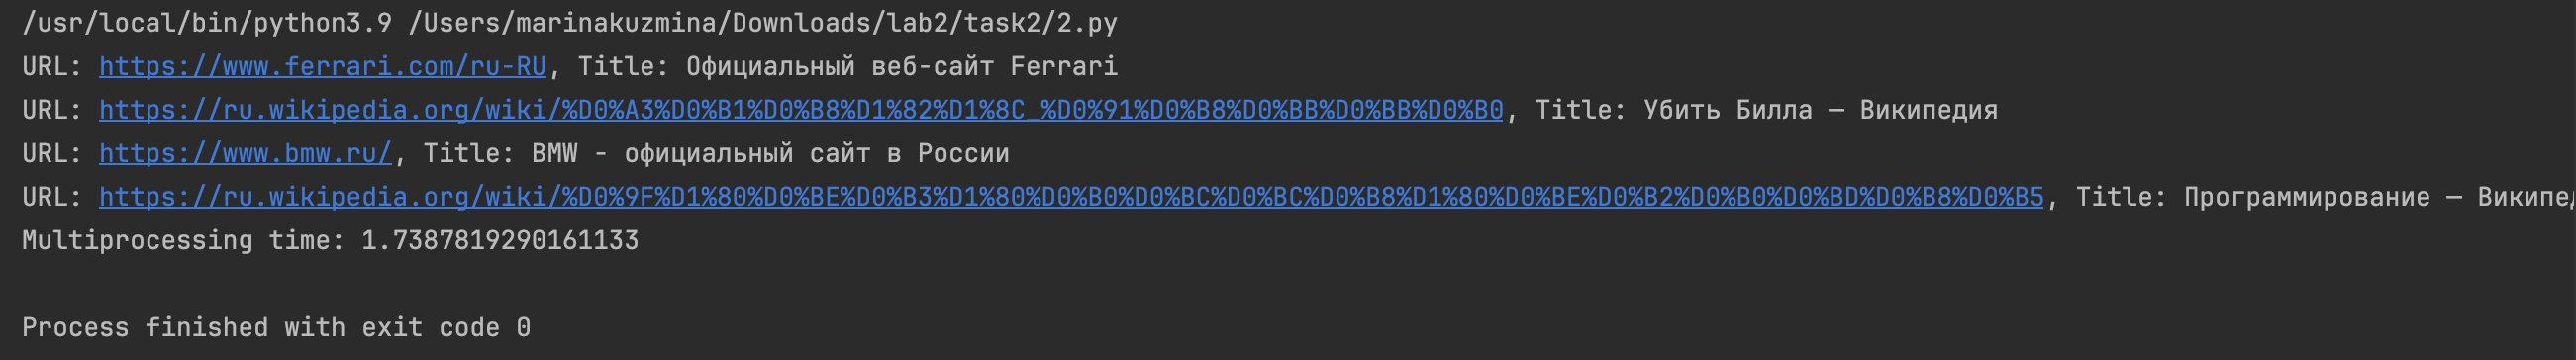 /usr/local/bin/python3.9 /Users/marinakuzmina/Downloads/lab2/task2/2.py
URL: https://www.ferrari.com/ru-RU, Title: Официальный веб-сайт Ferrari
URL: https://ru.wikipedia.org/wiki/%D0%A3%D0%B1%D0%B8%D1%82%D1%8C_%D0%91%D0%B8%D0%BB%D0%BB%D0%B0, Title: Убить Билла — Википедия
URL: https://www.bmw.ru/, Title: BMW - официальный сайт в России
URL: https://ru.wikipedia.org/wiki/%D0%9F%D1%80%D0%BE%D0%B3%D1%80%D0%B0%D0%BC%D0%BC%D0%B8%D1%80%D0%BE%D0%B2%D0%B0%D0%BD%D0%B8%D0%B5, Title: Программирование —
Multiprocessing time: 1.7387819290161133
Process finished with exit code 0